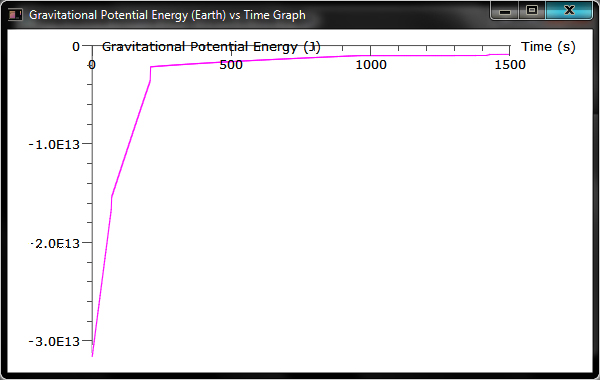 Gravitational Potential Energy (Earth) vs Time Graph
0 Gravitational Potential Energy (J) Time (s)
0 500 1000 1500
-1.0E13
-2.0E13
-3.0E13